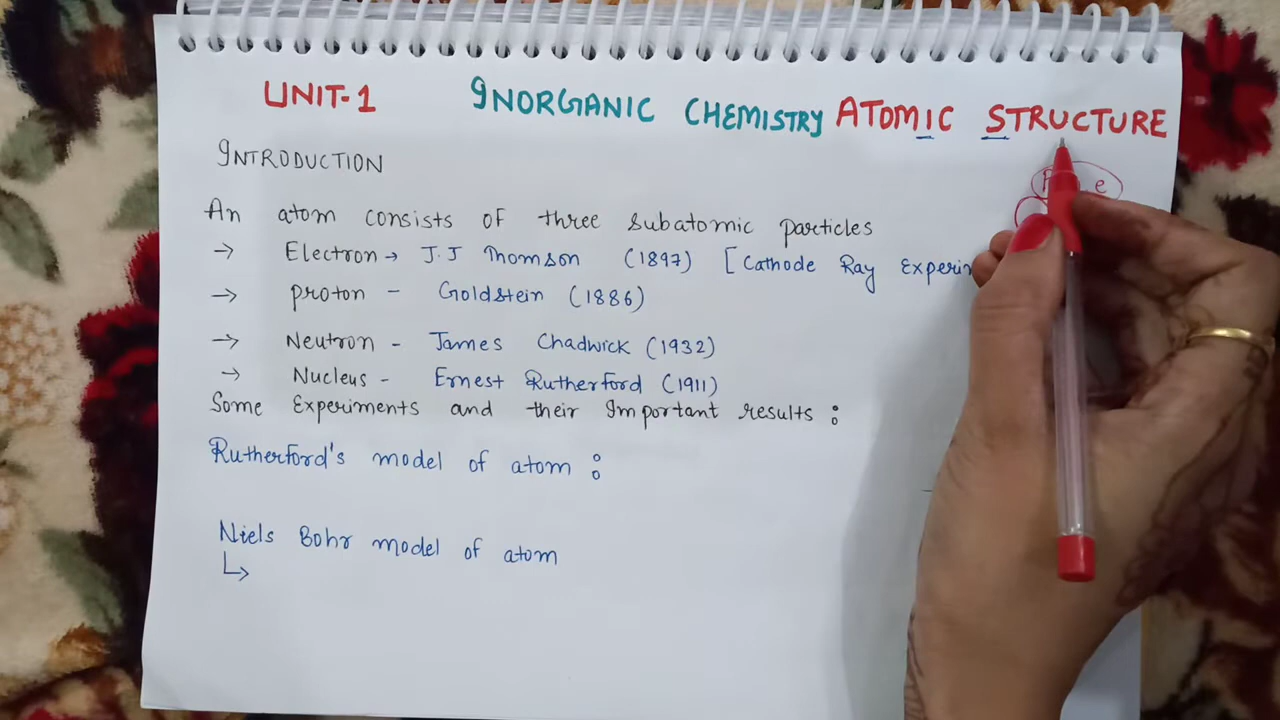 UNIT-1 INORGANIC CHEMISTRY ATOMIC STRUCTURE
INTRODUCTION
e
An atom consists of three subatomic particles
→ Electron → J.J Thomson (1897) [Cathode Ray
→ proton - Goldstein (1886)
→ Neutron - James Chadwick (1932)
→ Nucleus - Ernest Rutherford (1911)
Some Experiments and their Important results :
Rutherford's model of atom :
Niels Bohr model of atom
↳